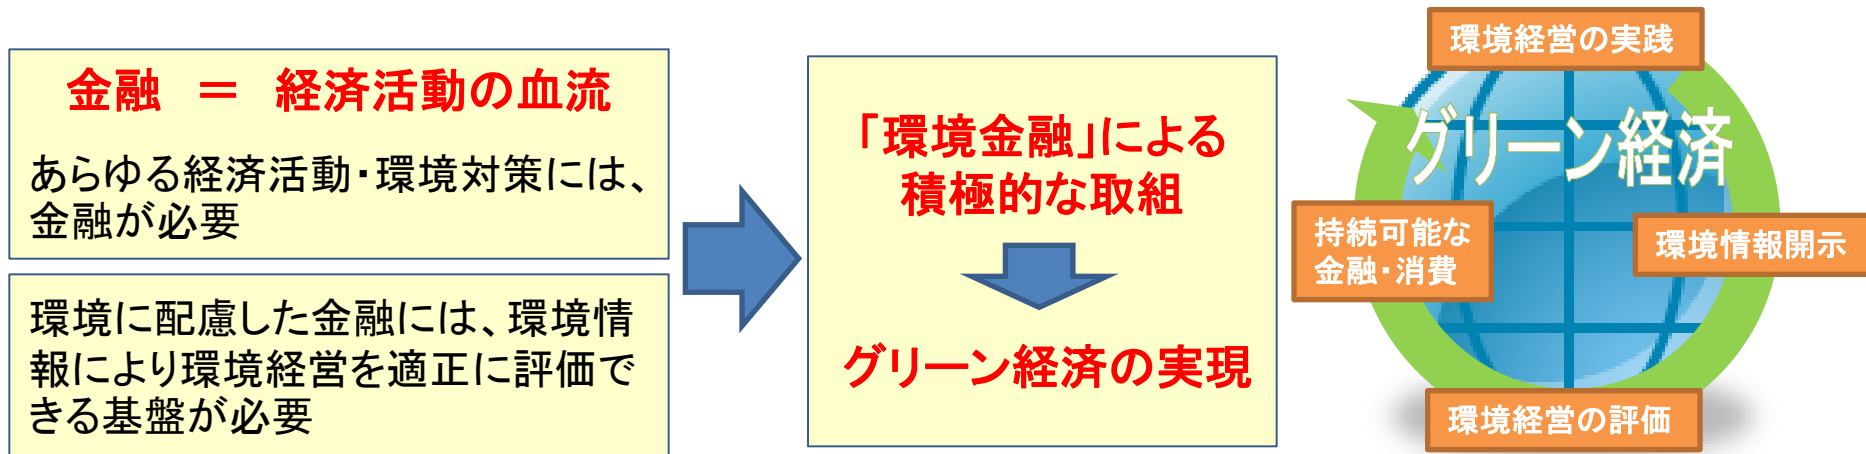 金融 ＝ 経済活動の血流
あらゆる経済活動・環境対策には、
金融が必要
環境に配慮した金融には、環境情
報により環境経営を適正に評価で
きる基盤が必要
「環境金融」による
積極的な取組
グリーン経済の実現
環境経営の実践
グリーン経済
持続可能な
金融・消費
環境情報開示
環境経営の評価